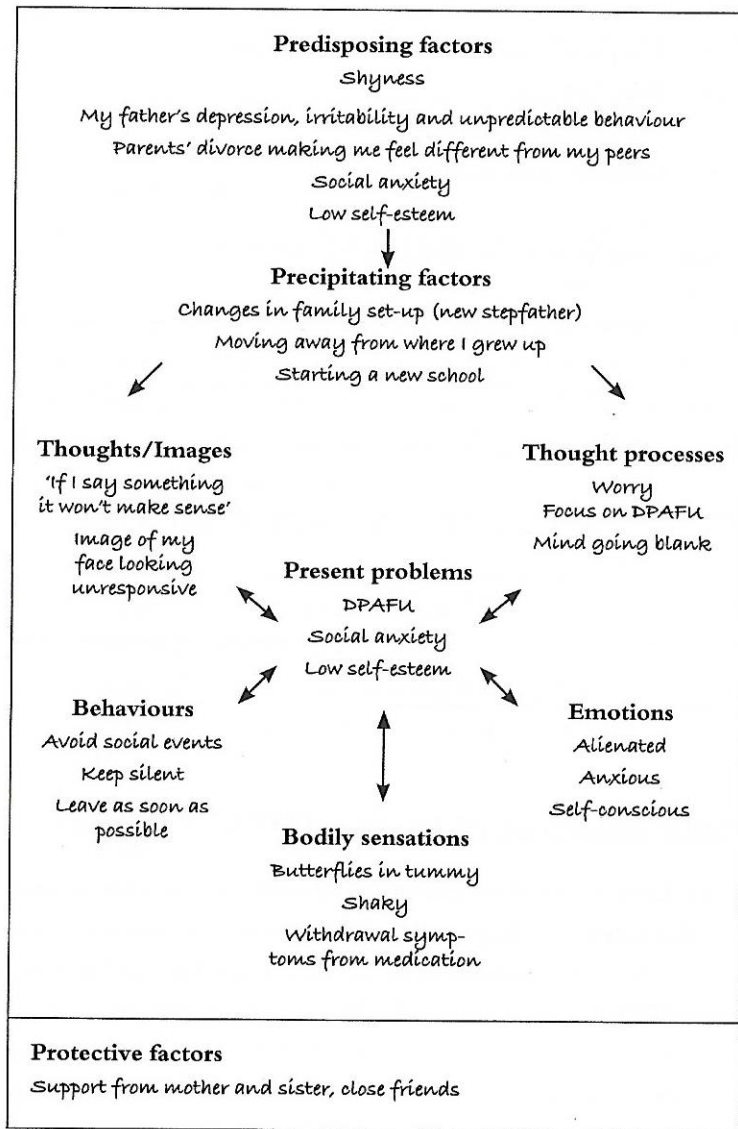 Predisposing factors
Shyness
My father's depression, irritability and unpredictable behaviour
Parents' divorce making me feel different from my peers
Social anxiety
Low self-esteem
Precipitating factors
Changes in family set-up (new stepfather)
Moving away from where I grew up
Starting a new school
Thoughts/Images
'If I say something
it won't make sense'
Image of my
face looking
unresponsive
Thought processes
Worry
Focus on DPAFU
Mind going blank
Present problems
DPAFU
Social anxiety
Low self-esteem
Behaviours
Avoid social events
Keep silent
Leave as soon as
possible
Emotions
Alienated
Anxious
Self-conscious
Bodily sensations
Butterflies in tummy
Shaky
Withdrawal symp-
toms from medication
Protective factors
Support from mother and sister, close friends